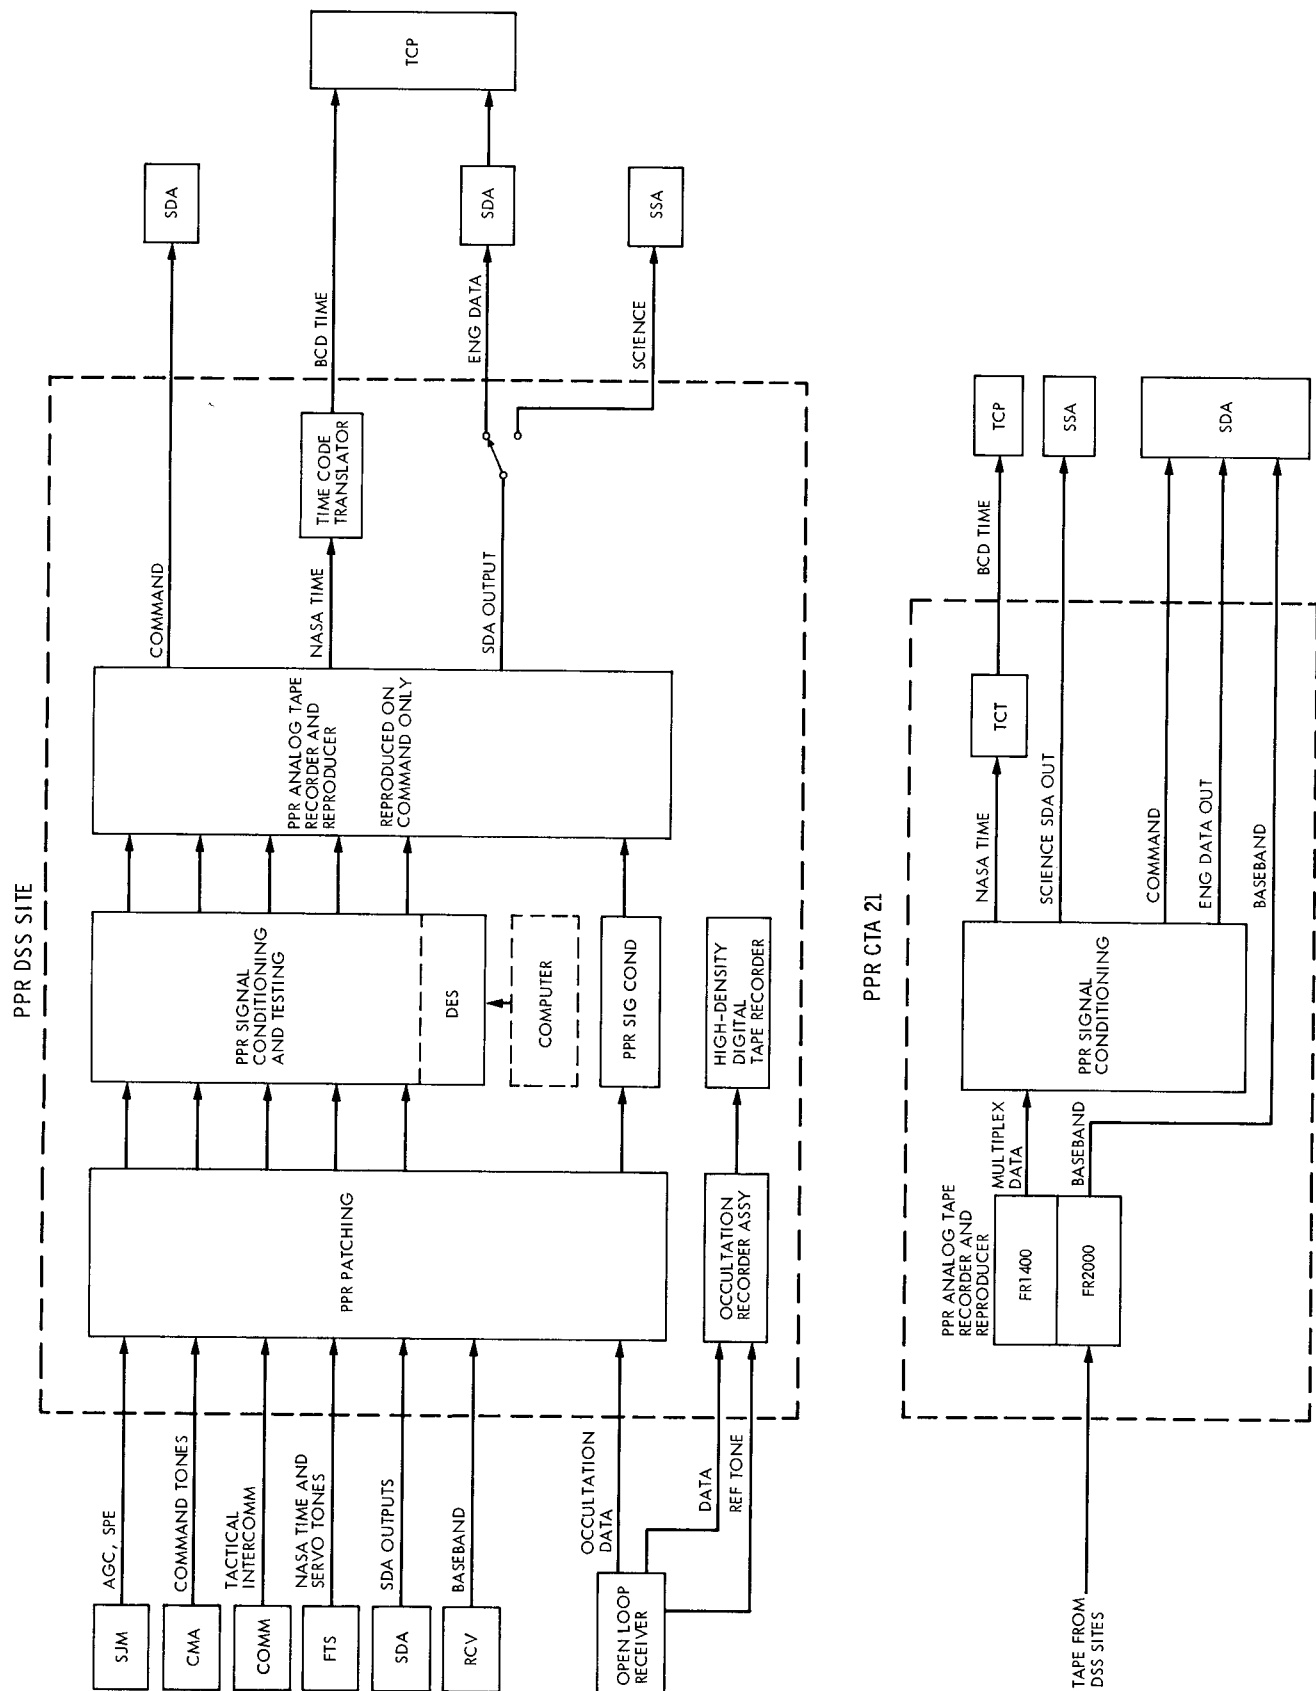 PPR DSS SITE
SJM
AGC, SPE
CMA
COMMAND TONES
COMM
TACTICAL
INTERCOMM
FTS
NASA TIME AND
SERVO TONES
SDA
SDA OUTPUTS
RCV
BASEBAND
OPEN LOOP
RECEIVER
OCCULTATION
DATA
DATA
REF TONE
PPR PATCHING
OCCULTATION
RECORDER ASSY
PPR SIGNAL
CONDITIONING
AND TESTING
DES
COMPUTER
PPR SIG COND
HIGH-DENSITY
DIGITAL
TAPE RECORDER
PPR ANALOG TAPE
RECORDER AND
REPRODUCER
REPRODUCED ON
COMMAND ONLY
COMMAND
NASA TIME
SDA OUTPUT
TIME CODE
TRANSLATOR
BCD TIME
ENG DATA
SCIENCE
SDA
TCP
SDA
SSA
PPR CTA 21
TAPE FROM
DSS SITES
PPR ANALOG TAPE
RECORDER AND
REPRODUCER
FR1400
FR2000
MULTIPLEX
DATA
BASEBAND
PPR SIGNAL
CONDITIONING
NASA TIME
SCIENCE SDA OUT
COMMAND
ENG DATA OUT
BASEBAND
TCT
BCD TIME
TCP
SSA
SDA